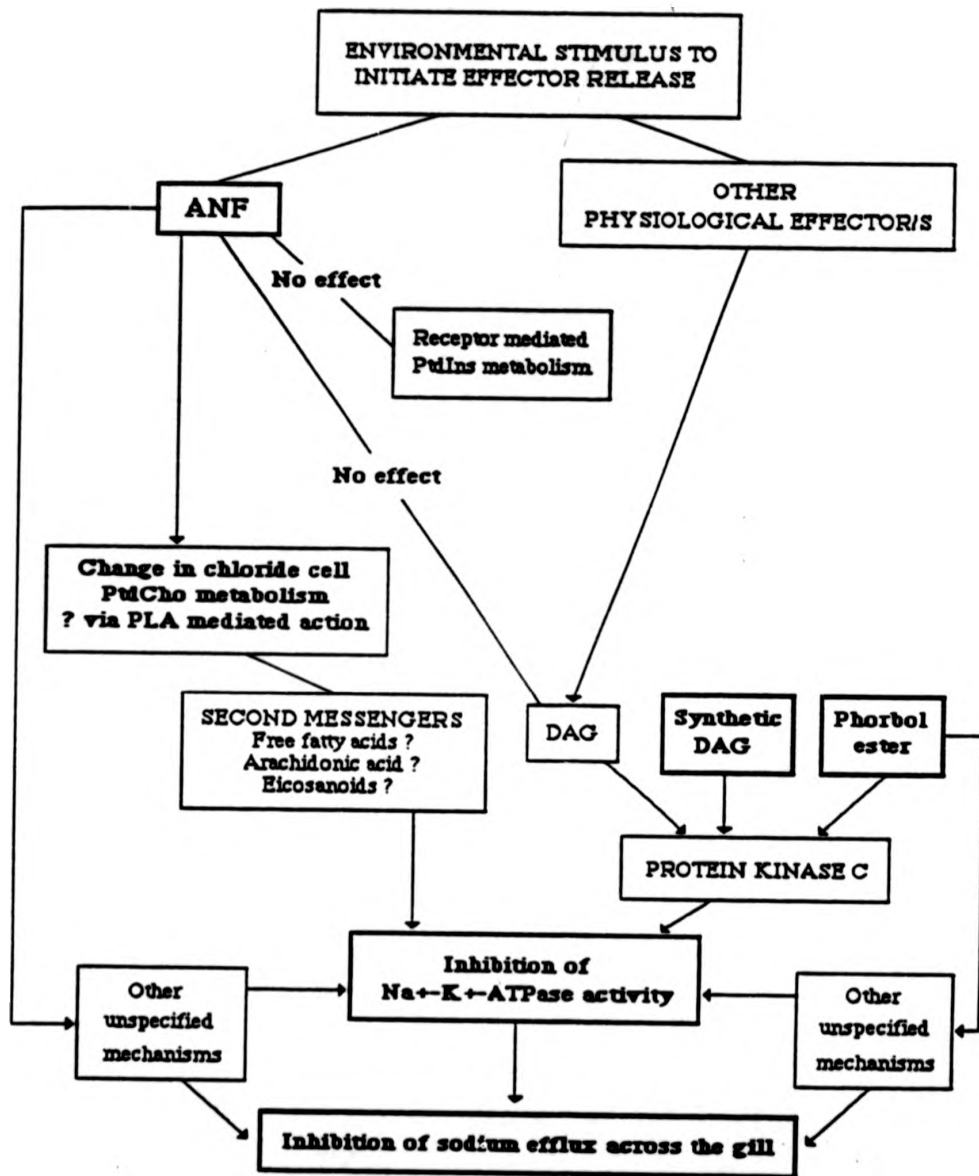 ENVIRONMENTAL STIMULUS TO
INITIATE EFFECTOR RELEASE
ANF
OTHER
PHYSIOLOGICAL EFFECTOR/S
No effect
Receptor mediated
PtdIns metabolism
No effect
Change in chloride cell
PtdCho metabolism
? via PLA mediated action
SECOND MESSENGERS
Free fatty acids ?
Arachidonic acid ?
Eicosanoids ?
DAG
Synthetic
DAG
Phorbol
ester
PROTEIN KINASE C
Inhibition of
Na+-K+-ATPase activity
Other
unspecified
mechanisms
Other
unspecified
mechanisms
Inhibition of sodium efflux across the gill